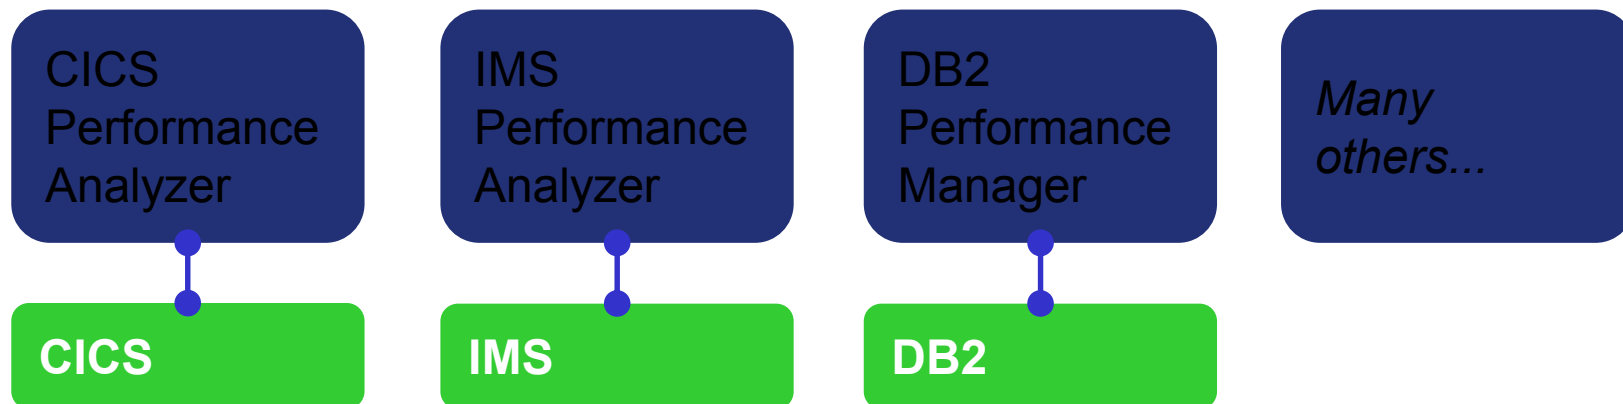 CICS
Performance
Analyzer
IMS
Performance
Analyzer
DB2
Performance
Manager
Many
others...
CICS
IMS
DB2